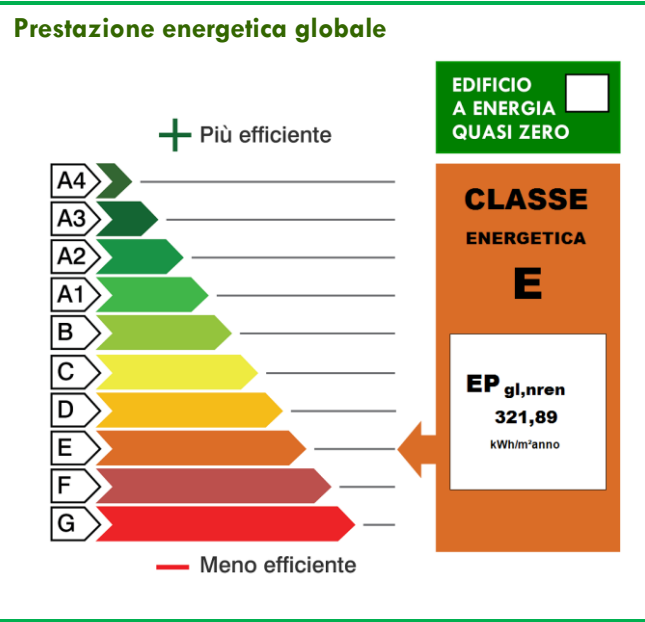 Prestazione energetica globale
EDIFICIO
A ENERGIA
QUASI ZERO
+ Più efficiente
A4
A3
A2
A1
B
C
D
E
F
G
— Meno efficiente
CLASSE
ENERGETICA
E
EP gl,nren
321,89
kWh/m²anno